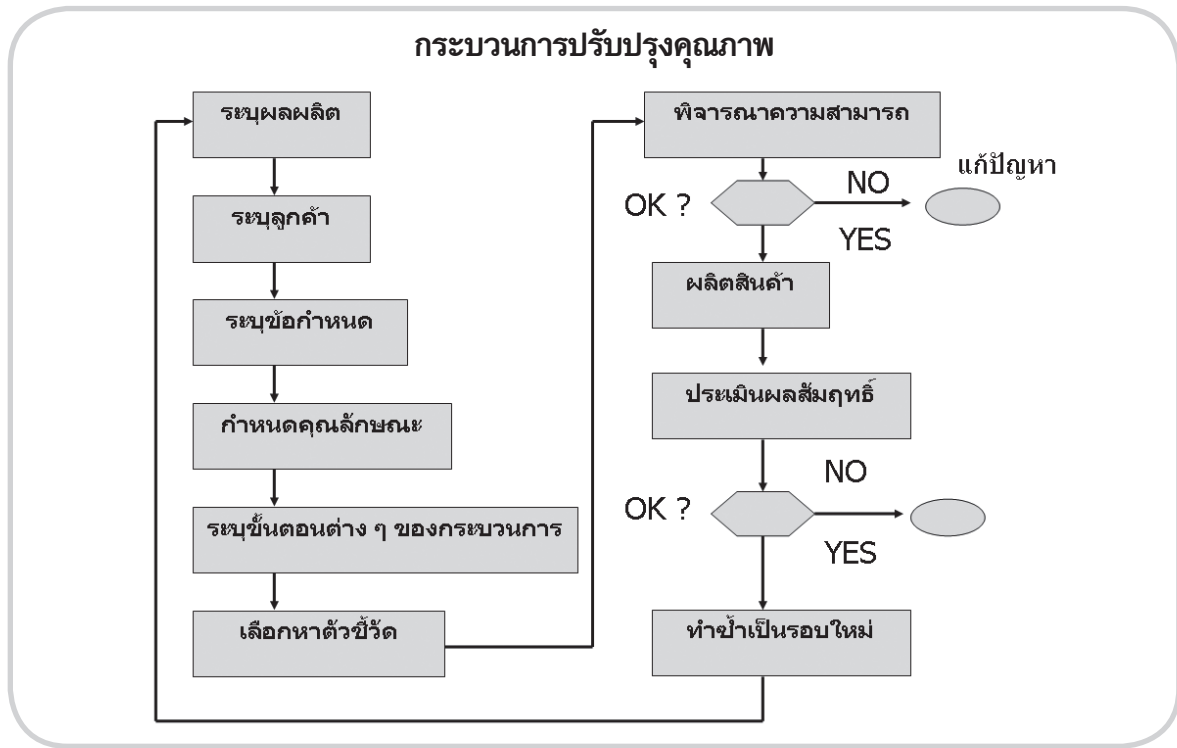 กระบวนการปรับปรุงคุณภาพ
ระบุผลผลิต
ระบุลูกค้า
ระบุข้อกำหนด
กำหนดคุณลักษณะ
ระบุขั้นตอนต่าง ๆ ของกระบวนการ
เลือกหาตัวชี้วัด
พิจารณาความสามารถ
OK ?
NO
แก้ปัญหา
YES
ผลิตสินค้า
ประเมินผลสัมฤทธิ์
OK ?
NO
YES
ทำซ้ำเป็นรอบใหม่